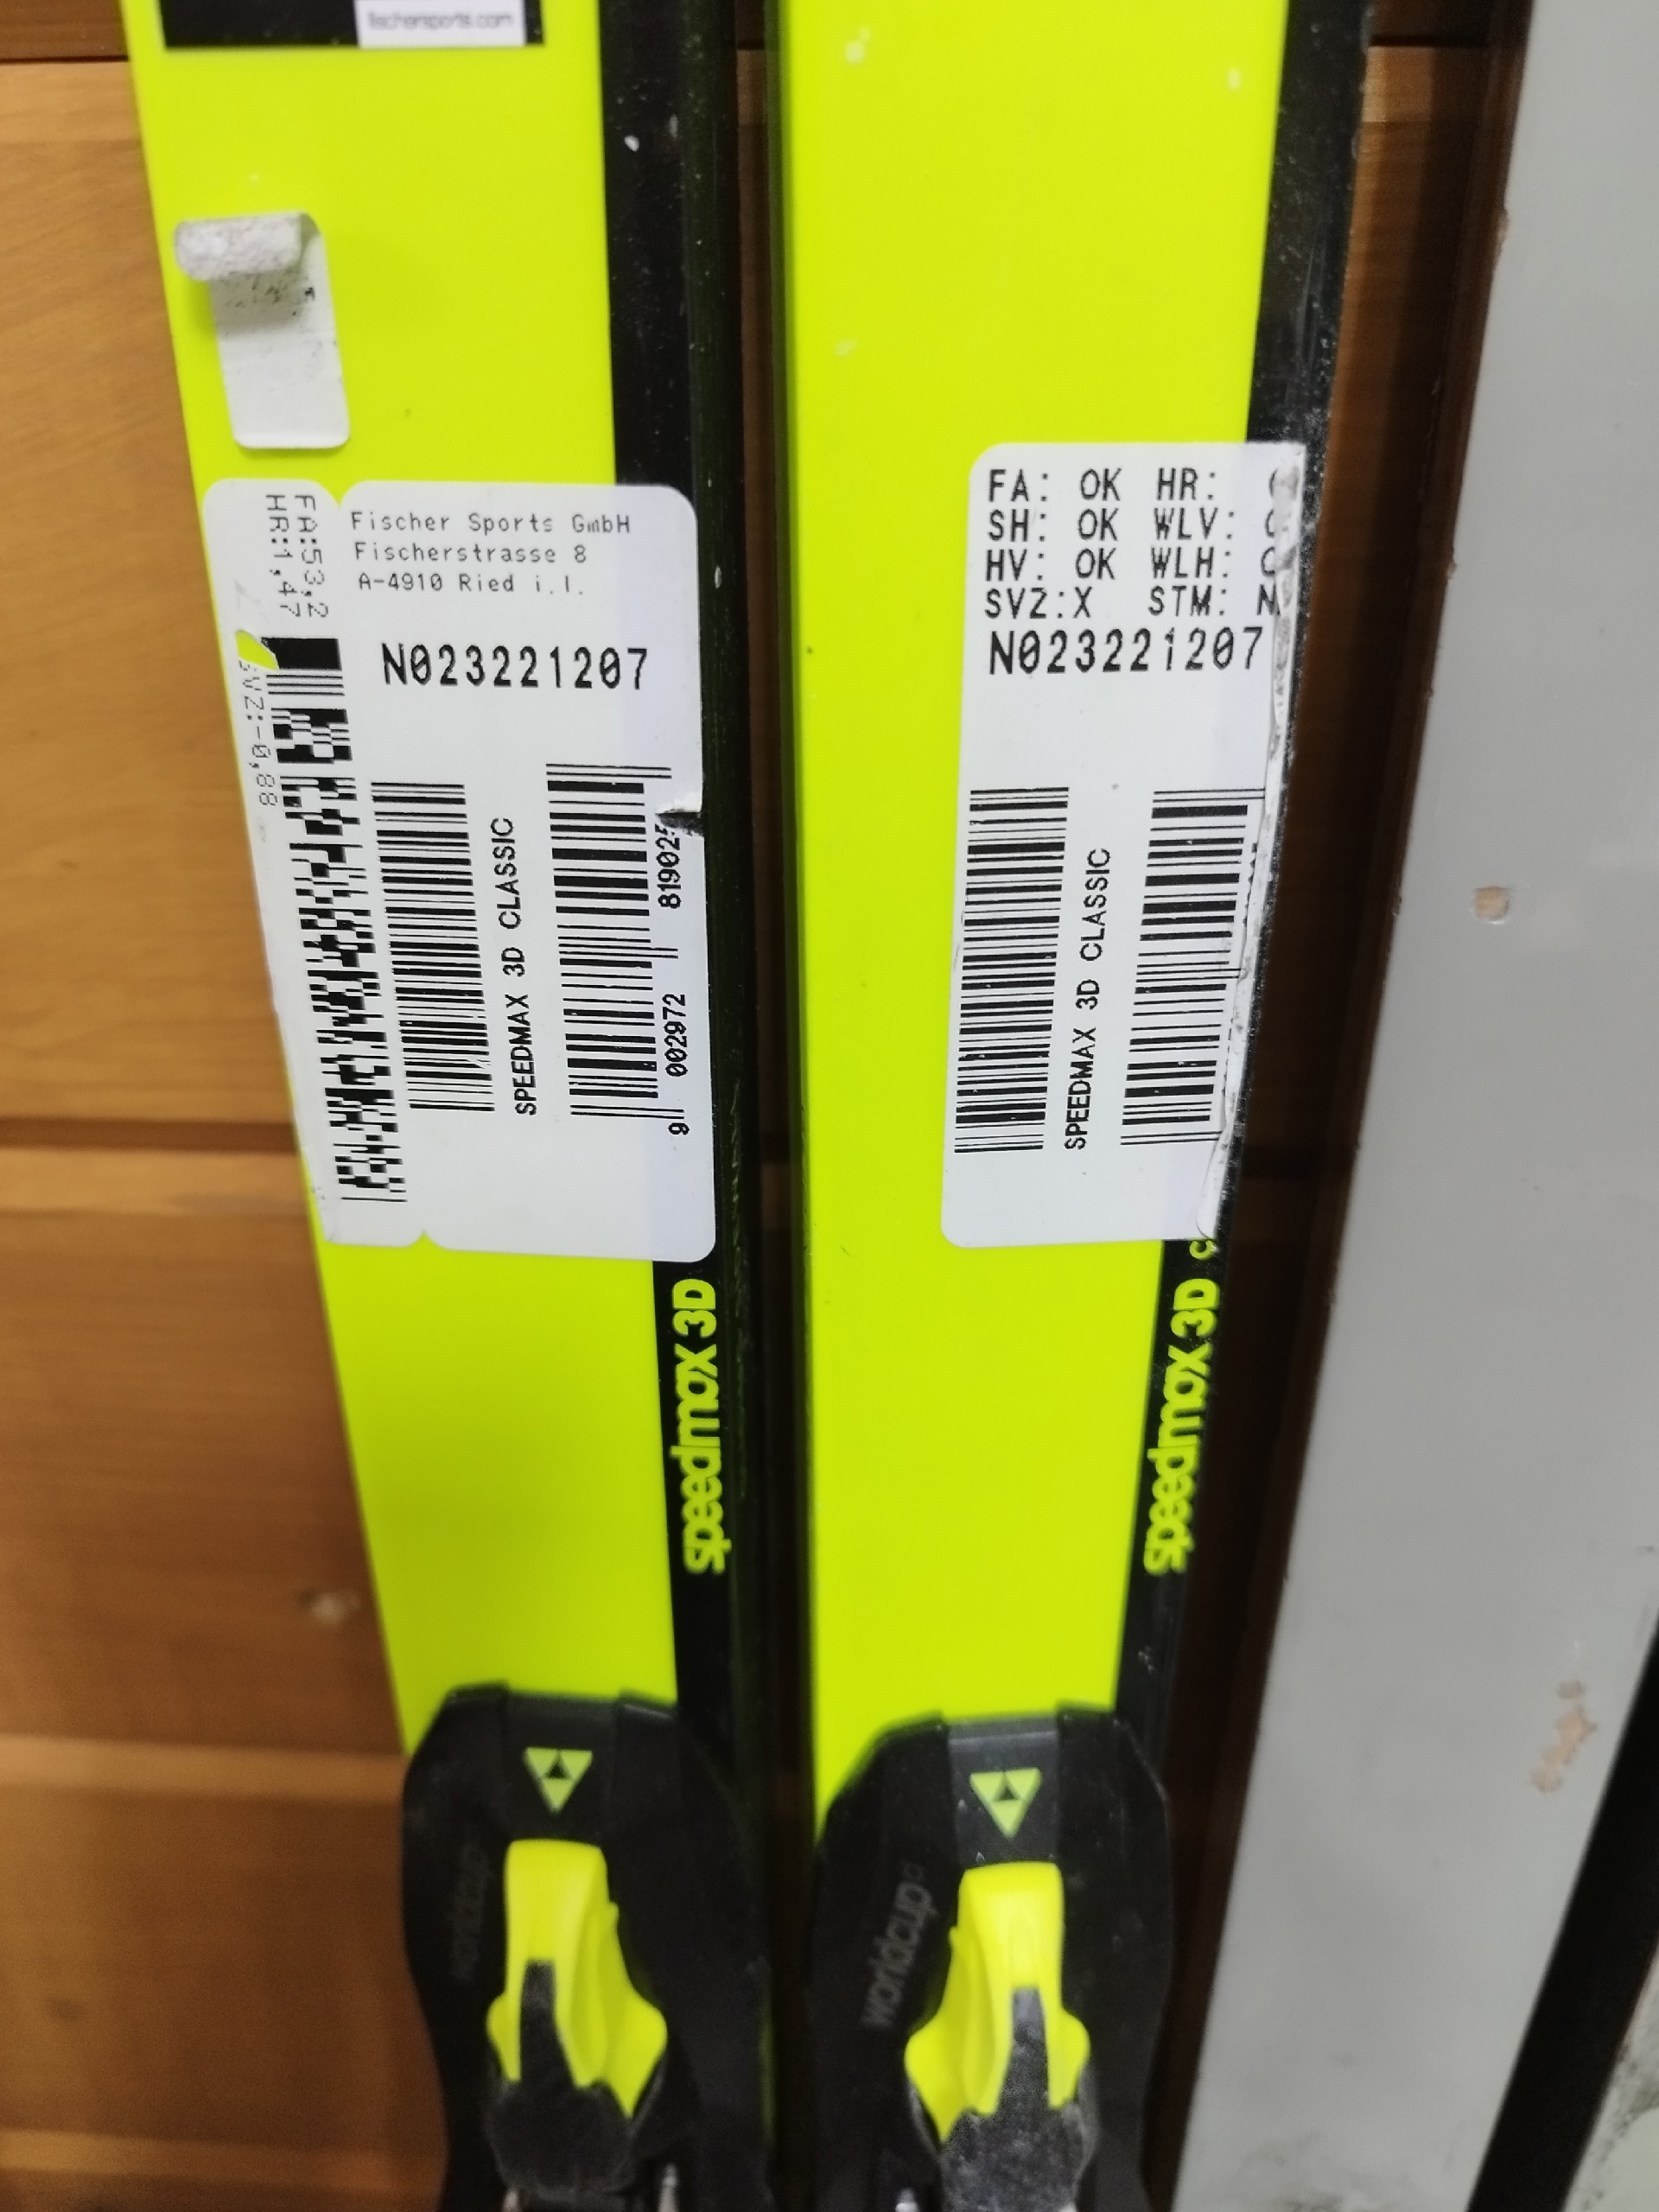 fischersports.com
FA:53,2
HR:1,47
SVZ:-0,88
Fischer Sports GmbH
Fischerstrasse 8
A-4910 Ried i.I.
N023221207
SPEEDMAX 3D CLASSIC
9 002972 81902
speedmax 3D
worldcup
FA: OK HR:
SH: OK WLV:
HV: OK WLH:
SVZ:X STM: N
N023221207
SPEEDMAX 3D CLASSIC
speedmax 3D c
worldcup